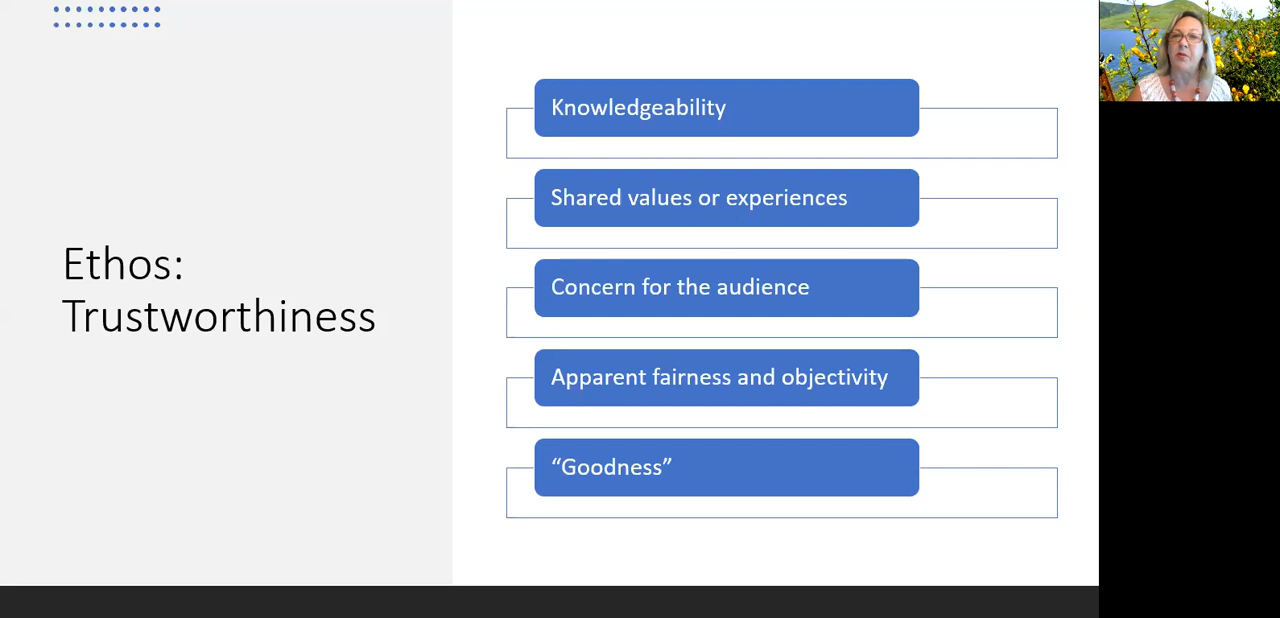 Ethos:
Trustworthiness
Knowledgeability
Shared values or experiences
Concern for the audience
Apparent fairness and objectivity
“Goodness”